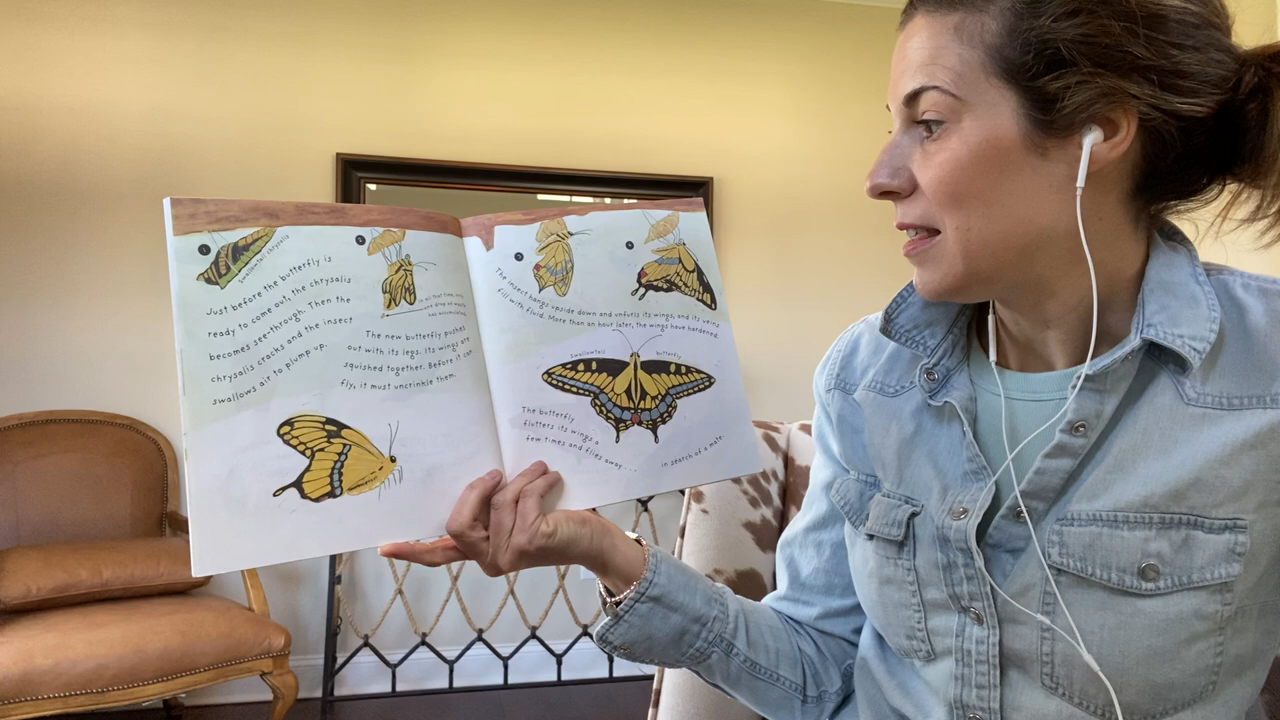 1
swallowtail chrysalis
Just before the butterfly is
ready to come out, the chrysalis
becomes see-through. Then the
chrysalis cracks and the insect
swallows air to plump up.
2
The new butterfly pushes
out with its legs. Its wings are
squished together. Before it can
fly, it must uncrinkle them.
The insect hangs upside down and unfurls its wings, and its veins
fill with fluid. More than an hour later, the wings have hardened.
swallowtail butterfly
The butterfly
flutters its wings a
few times and flies away . . .
in search of a mate.